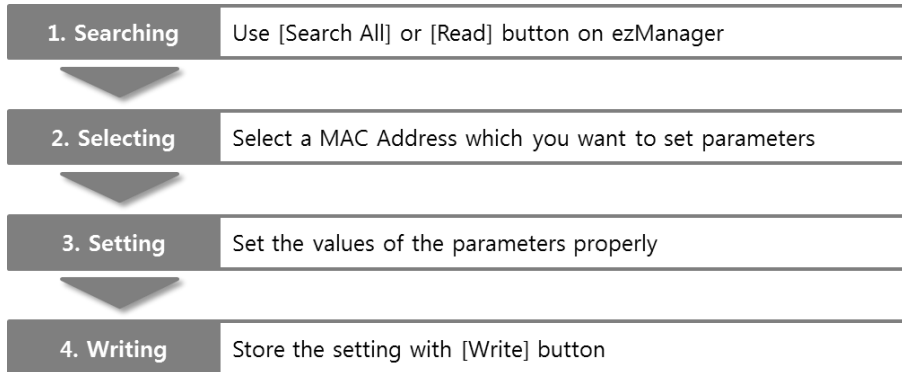 1. Searching Use [Search All] or [Read] button on ezManager
2. Selecting Select a MAC Address which you want to set parameters
3. Setting Set the values of the parameters properly
4. Writing Store the setting with [Write] button